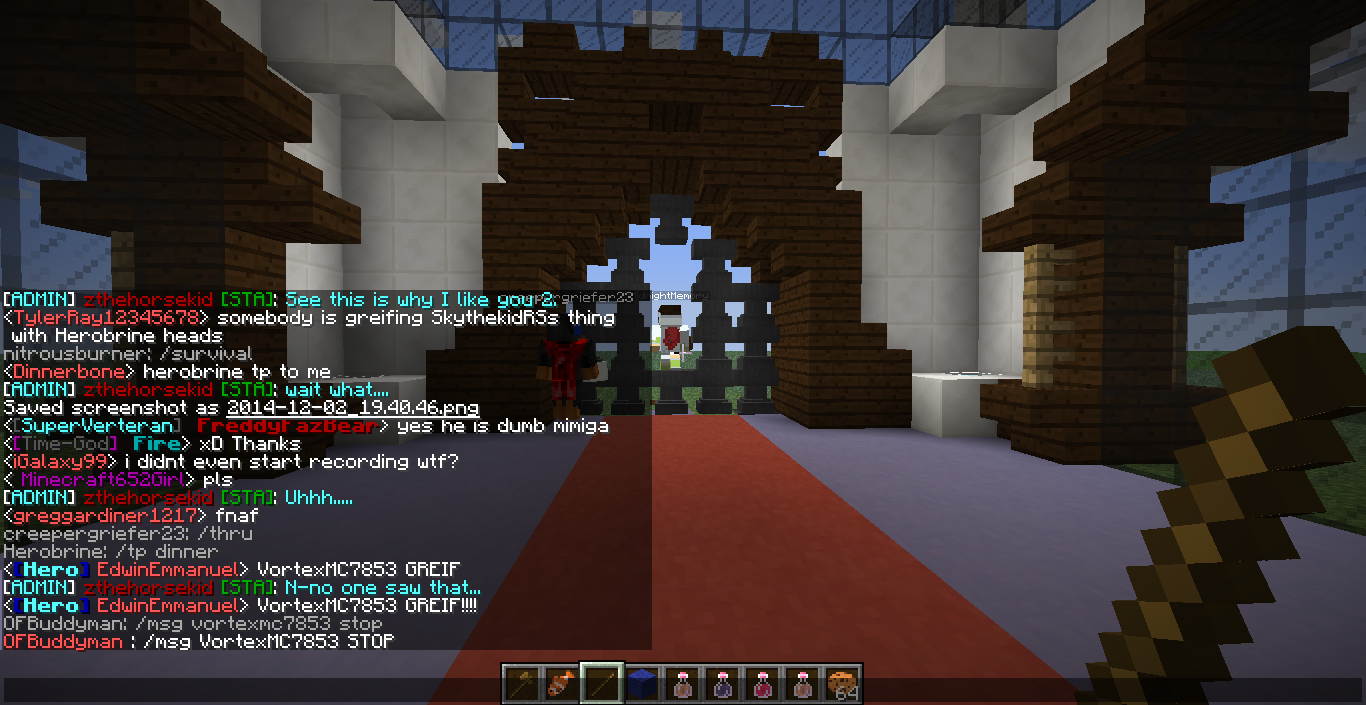 creepergriefer23
[ADMIN] zthehorsekid [STA]: See this is why I like you 2.
<TylerRay12345678> somebody is greifing SkythekidRSs thing
with Herobrine heads
nitrousburner: /survival
<Dinnerbone> herobrine tp to me
[ADMIN] zthehorsekid [STA]: wait what....
Saved screenshot as 2014-12-02_19.40.46.png
<[SuperVerteran] FreddyFazBear> yes he is dumb mimiga
<[Time-God] Fire> xD Thanks
<iGalaxy99> i didnt even start recording wtf?
< Minecraft652Girl> pls
[ADMIN] zthehorsekid [STA]: Uhhh.....
<greggardiner1217> fnaf
creepergriefer23: /thru
Herobrine: /tp dinner
<[Hero] EdwinEmmanuel> VortexMC7853 GREIF
[ADMIN] zthehorsekid [STA]: N-no one saw that...
<[Hero] EdwinEmmanuel> VortexMC7853 GREIF!!!!
OFBuddyman: /msg vortexmc7853 stop
OFBuddyman : /msg VortexMC7853 STOP
64